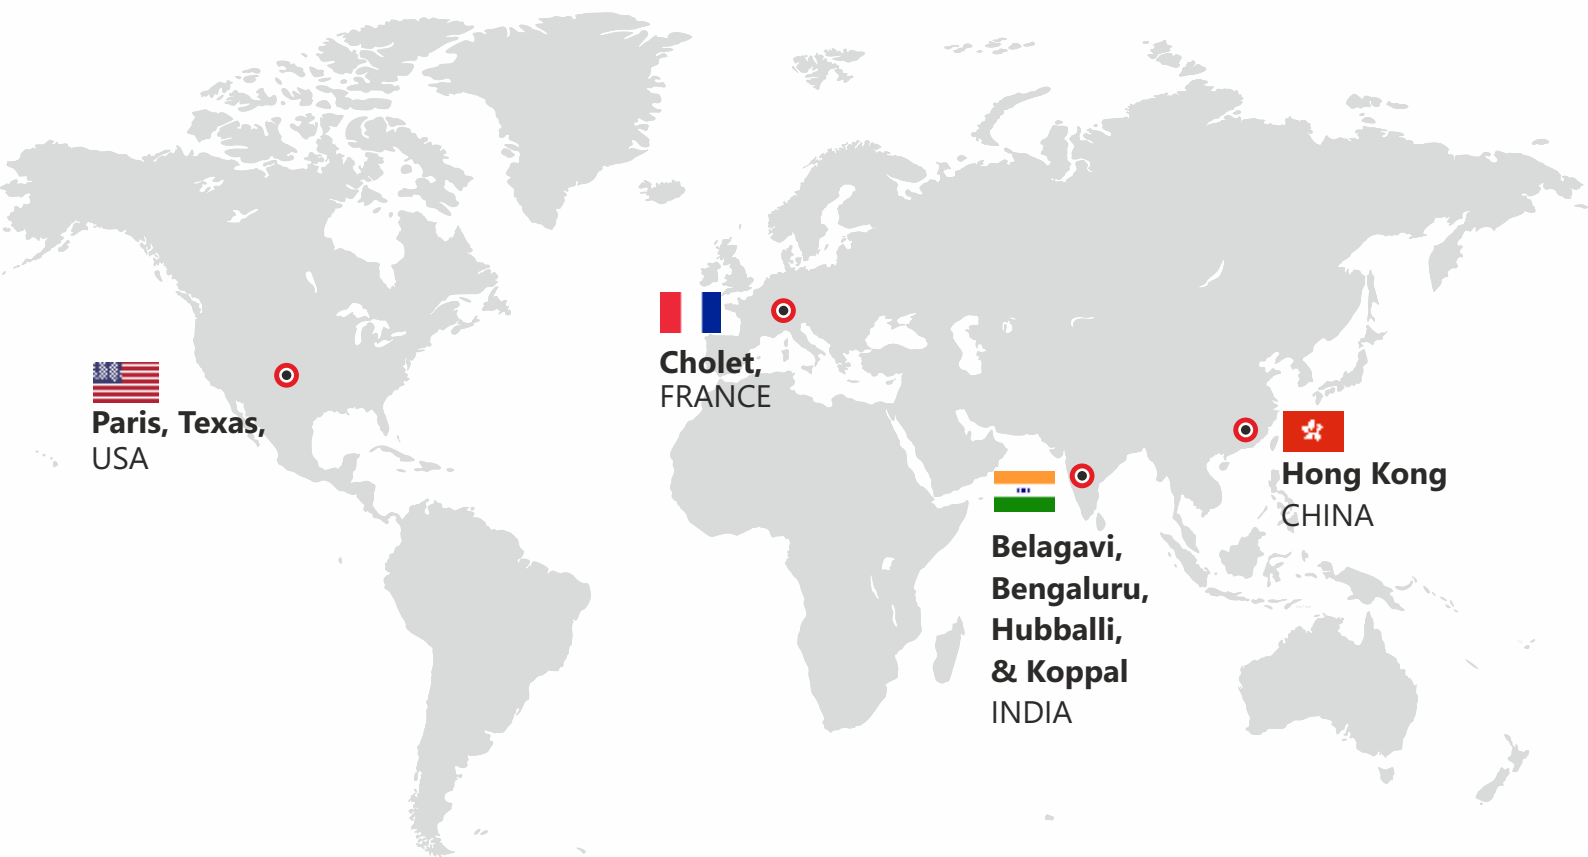 Paris, Texas,
USA
Cholet,
FRANCE
Belagavi,
Bengaluru,
Hubballi,
& Koppal
INDIA
Hong Kong
CHINA